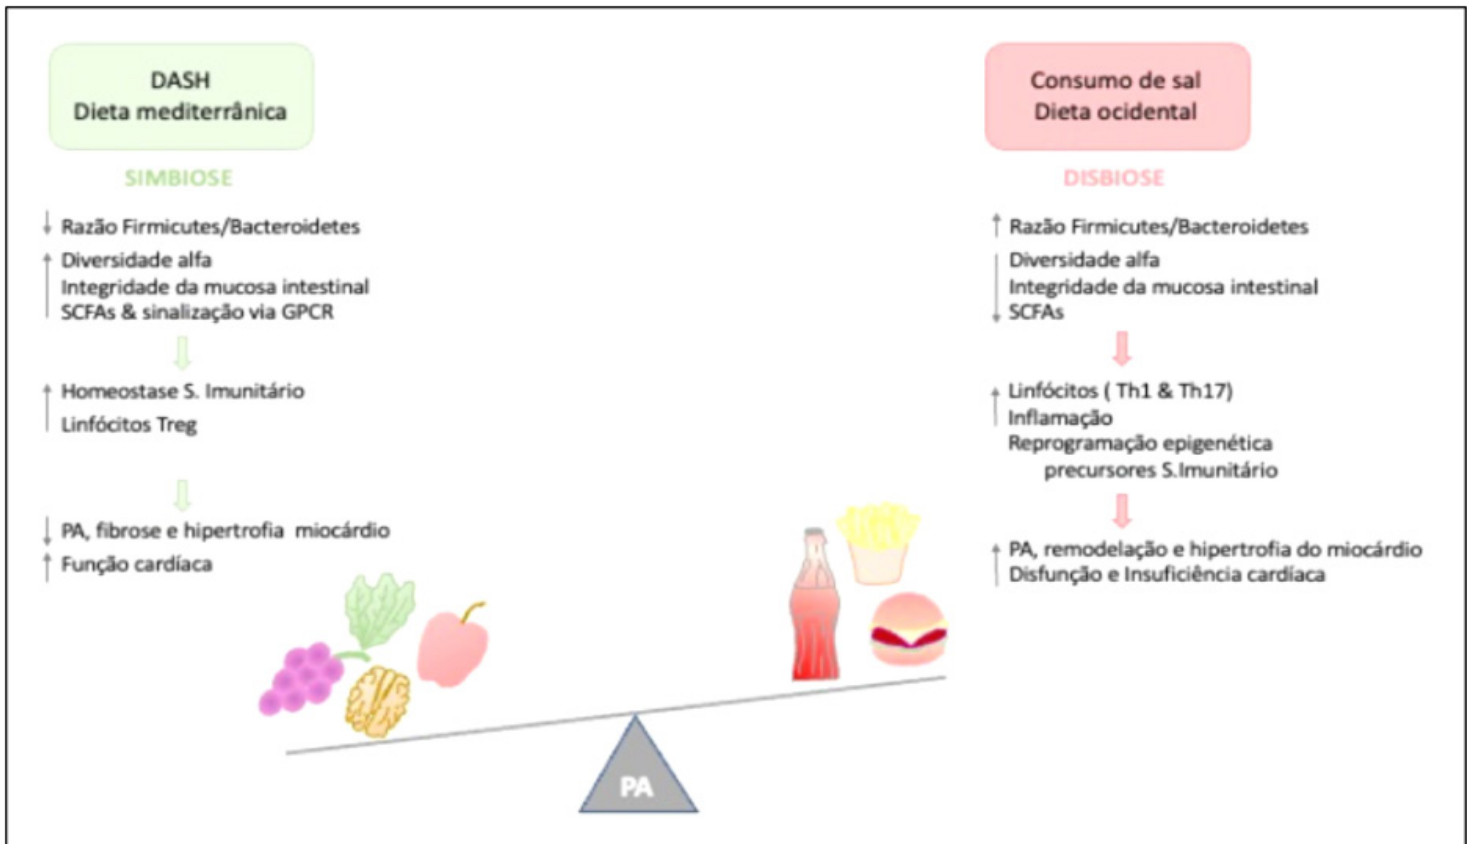 DASH
Dieta mediterrânica
SIMBIOSE
↓ Razão Firmicutes/Bacteroidetes
↑ Diversidade alfa
Integridade da mucosa intestinal
SCFAs & sinalização via GPCR
↑ Homeostase S. Imunitário
Linfócitos Treg
↓ PA, fibrose e hipertrofia miocárdio
↑ Função cardíaca
Consumo de sal
Dieta ocidental
DISBIOSE
↑ Razão Firmicutes/Bacteroidetes
↓ Diversidade alfa
Integridade da mucosa intestinal
SCFAs
↑ Linfócitos ( Th1 & Th17)
Inflamação
Reprogramação epigenética
precursores S.Imunitário
↑ PA, remodelação e hipertrofia do miocárdio
Disfunção e Insuficiência cardíaca
PA